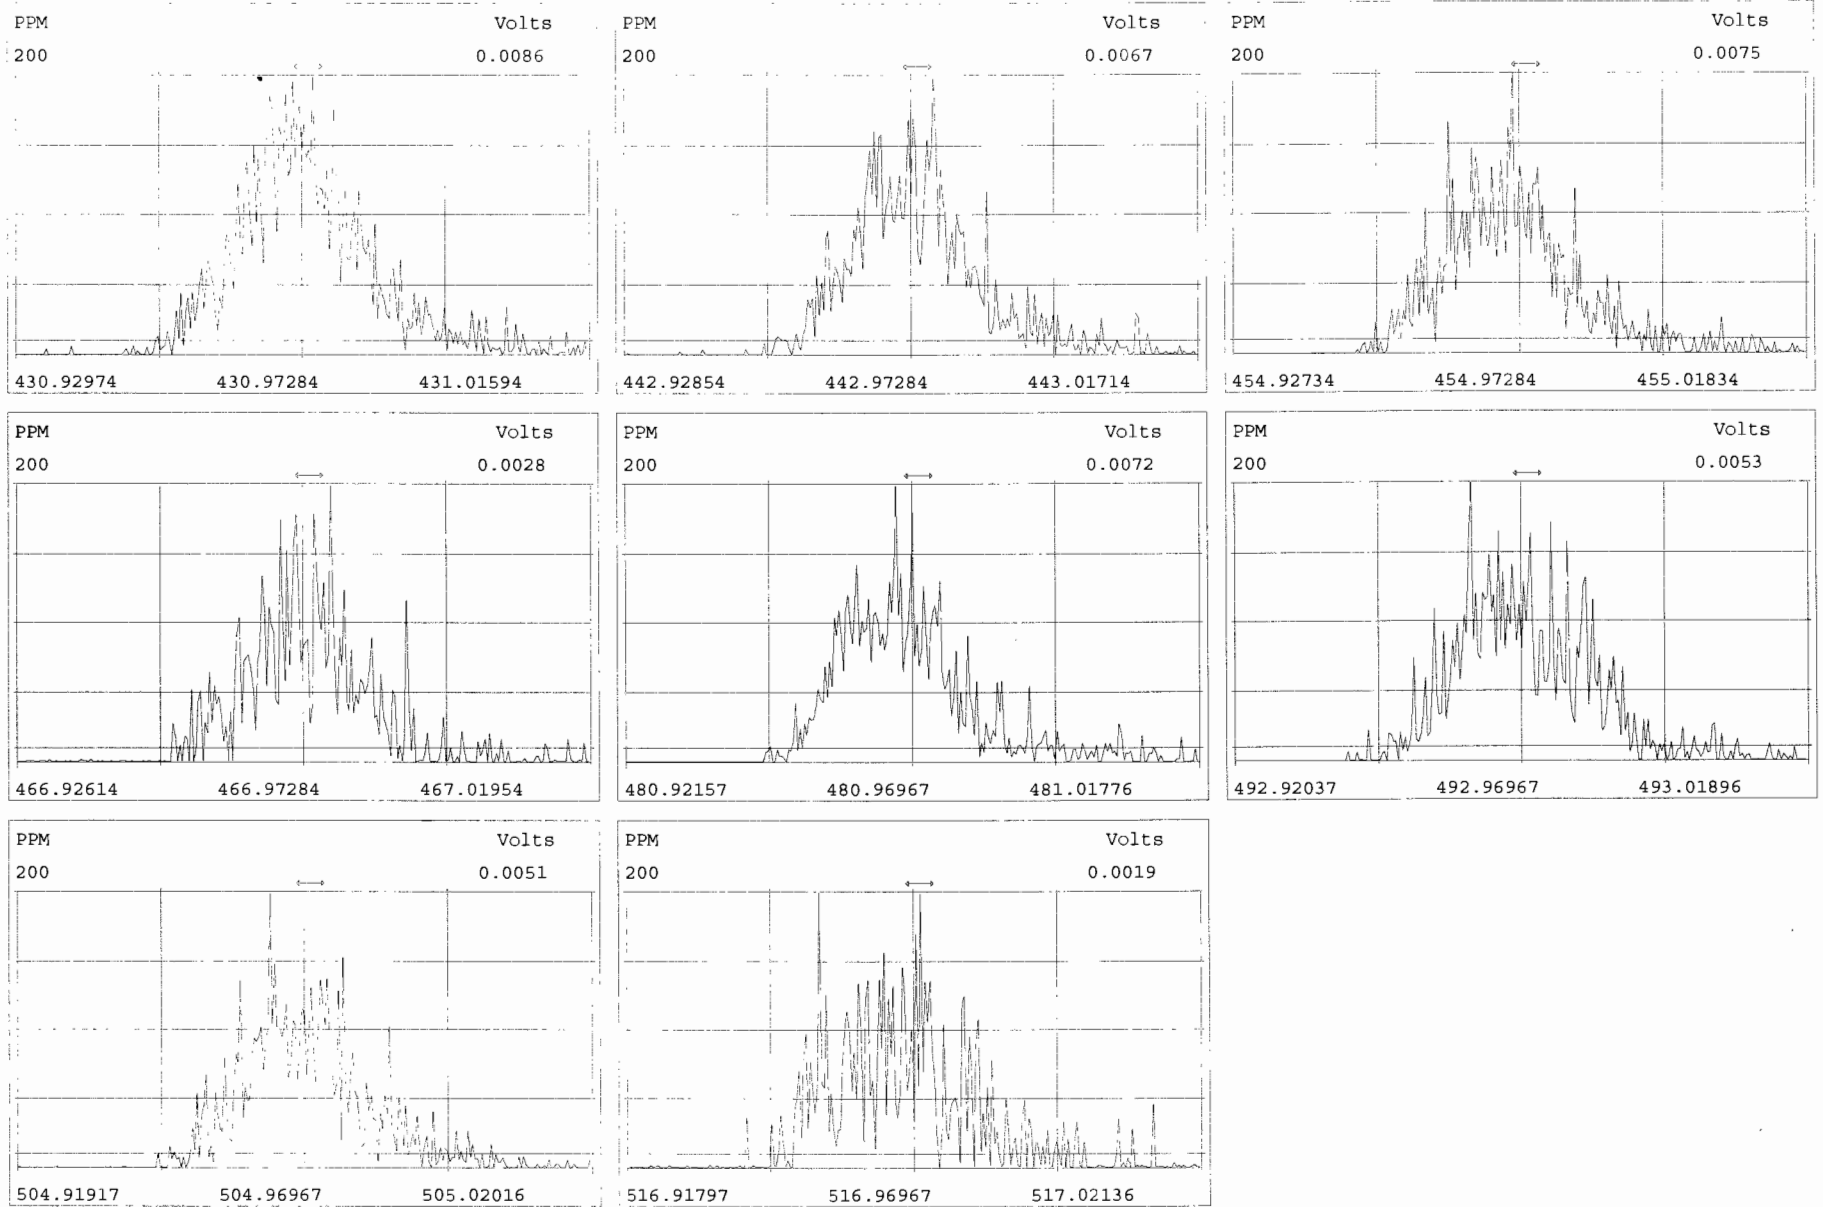 PPM Volts
200 0.0086
430.92974 430.97284 431.01594
PPM Volts
200 0.0067
442.92854 442.97284 443.01714
PPM Volts
200 0.0075
454.92734 454.97284 455.01834
PPM Volts
200 0.0028
466.92614 466.97284 467.01954
PPM Volts
200 0.0072
480.92157 480.96967 481.01776
PPM Volts
200 0.0053
492.92037 492.96967 493.01896
PPM Volts
200 0.0051
504.91917 504.96967 505.02016
PPM Volts
200 0.0019
516.91797 516.96967 517.02136